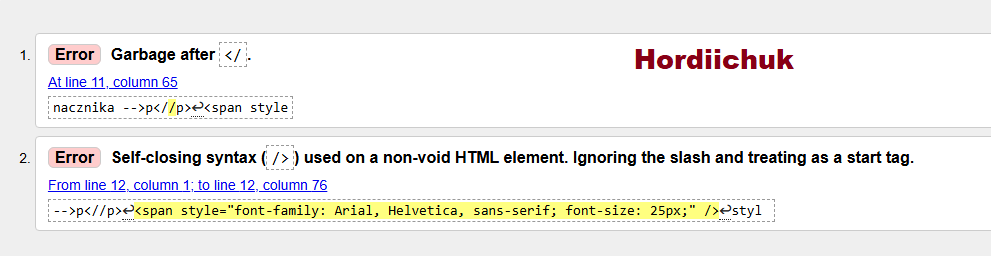 1. Error Garbage after </.
Hordiichuk
At line 11, column 65
nacznika -->p<//p>↩<span style
2. Error Self-closing syntax (/>) used on a non-void HTML element. Ignoring the slash and treating as a start tag.
From line 12, column 1; to line 12, column 76
-->p<//p>↩<span style="font-family: Arial, Helvetica, sans-serif; font-size: 25px;" />↩styl